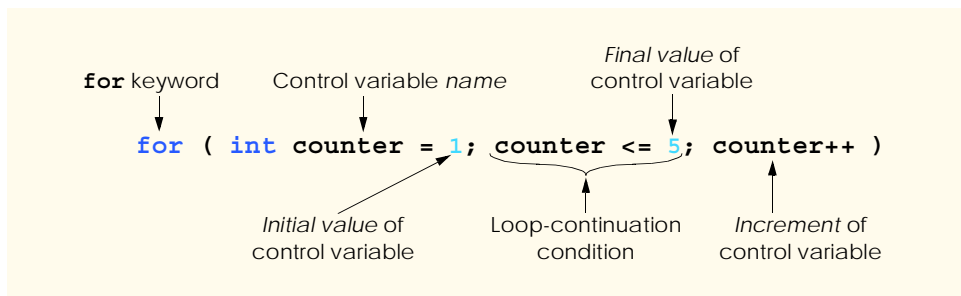 Final value of
for keyword Control variable name control variable
for ( int counter = 1; counter <= 5; counter++ )
Initial value of Loop-continuation Increment of
control variable condition control variable